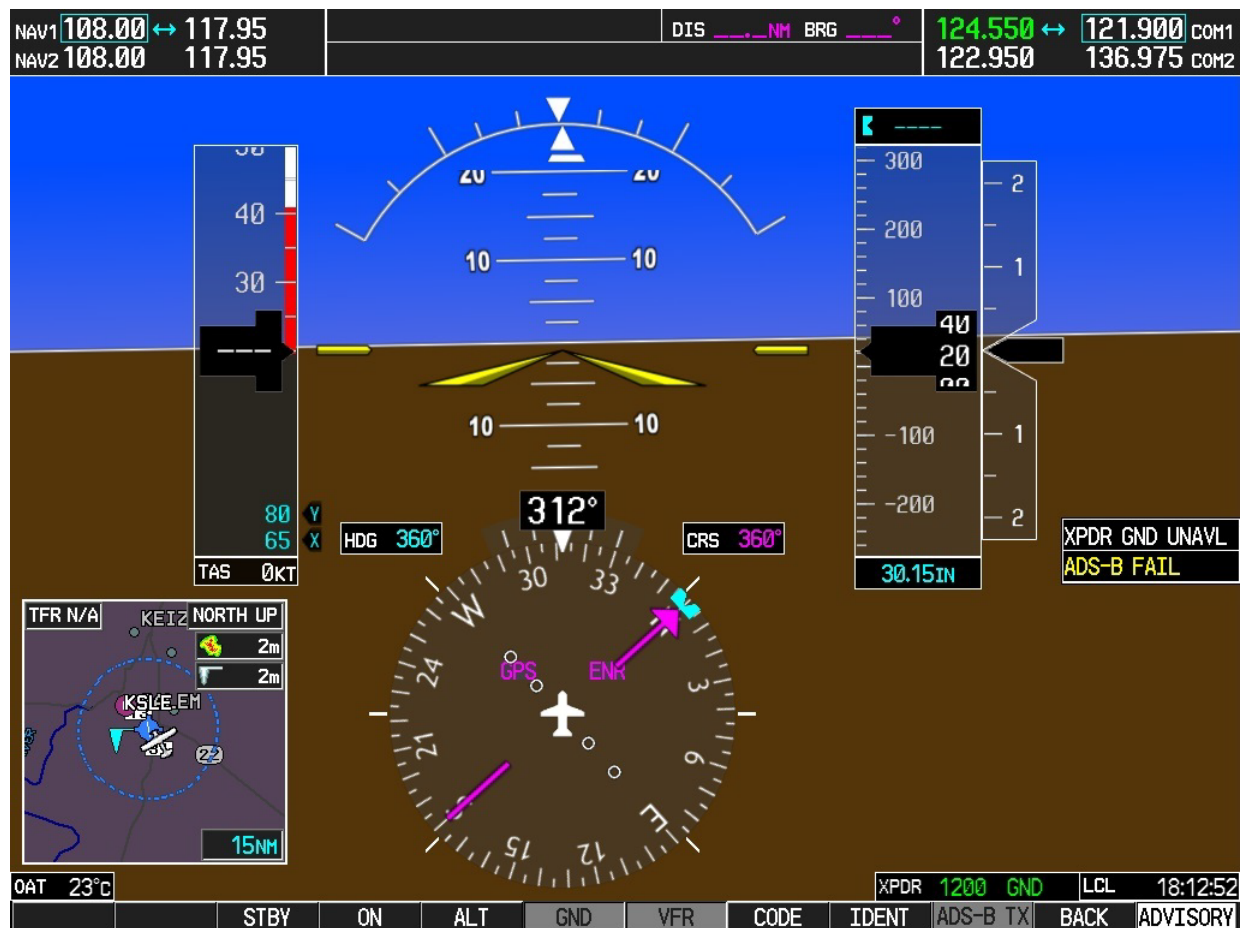 NAV1 108.00 ↔ 117.95
NAV2 108.00 117.95
DIS __._NM BRG ___°
124.550 ↔ 121.900 COM1
122.950 136.975 COM2
40
30
---
80 Y
65 X
TAS 0KT
20 20
10 10
10 10
----
300
200
100
40
20
-100
-200
30.15IN
2
1
1
2
312°
HDG 360°
CRS 360°
XPDR GND UNAVL
ADS-B FAIL
30
33
3
6
E
12
15
21
24
W
GPS ENR
TFR N/A
NORTH UP
KEIZ
2m
2m
KSLE
EM
22
15NM
OAT 23°C
XPDR 1200 GND LCL 18:12:52
STBY ON ALT GND VFR CODE IDENT ADS-B TX BACK ADVISORY